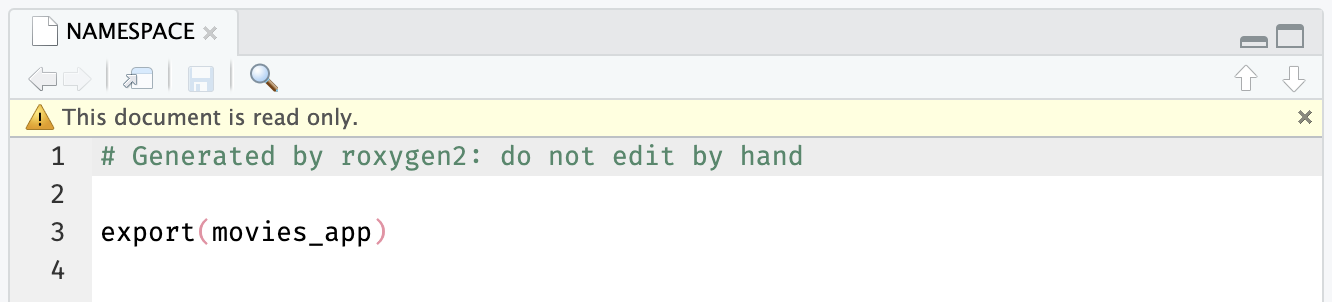 NAMESPACE
This document is read only.
1 # Generated by roxygen2: do not edit by hand
2
3 export(movies_app)
4